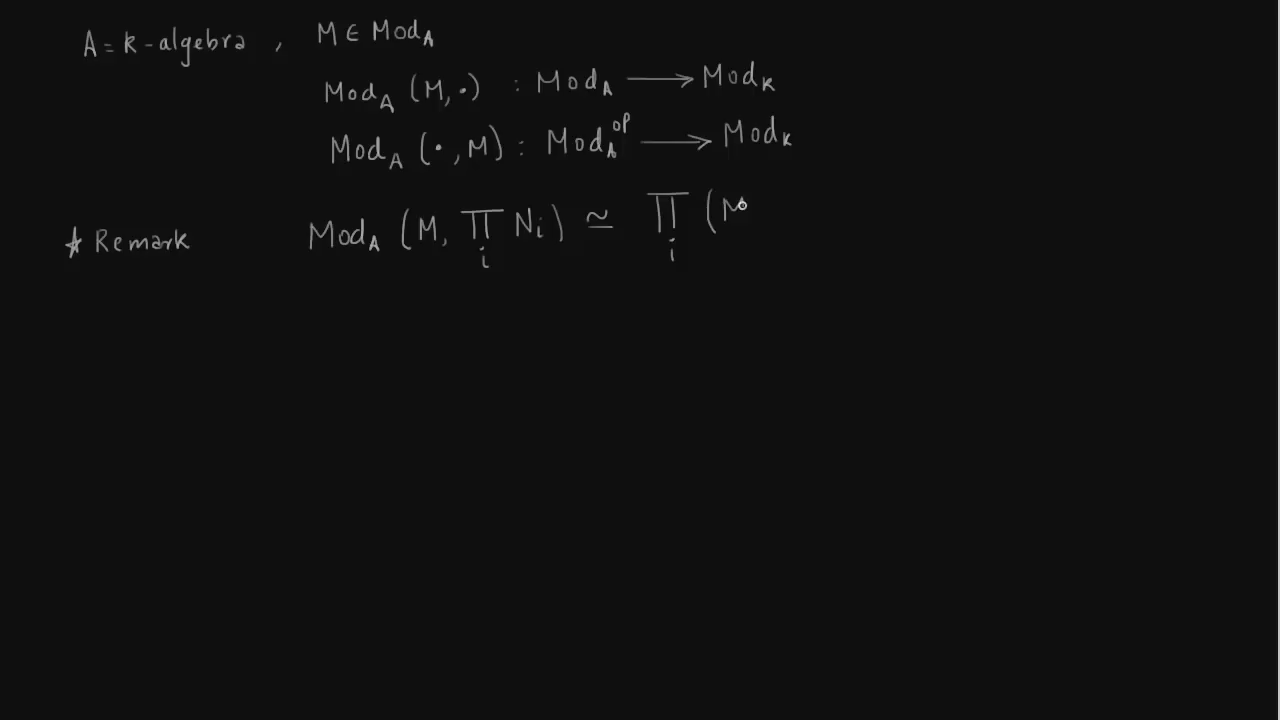 A = k-algebra, M ∈ Mod_A
Mod_A (M, ·) : Mod_A ⟶ Mod_k
Mod_A (·, M) : Mod_A^op ⟶ Mod_k
★ Remark Mod_A (M, ∏_i N_i) ≃ ∏_i (M